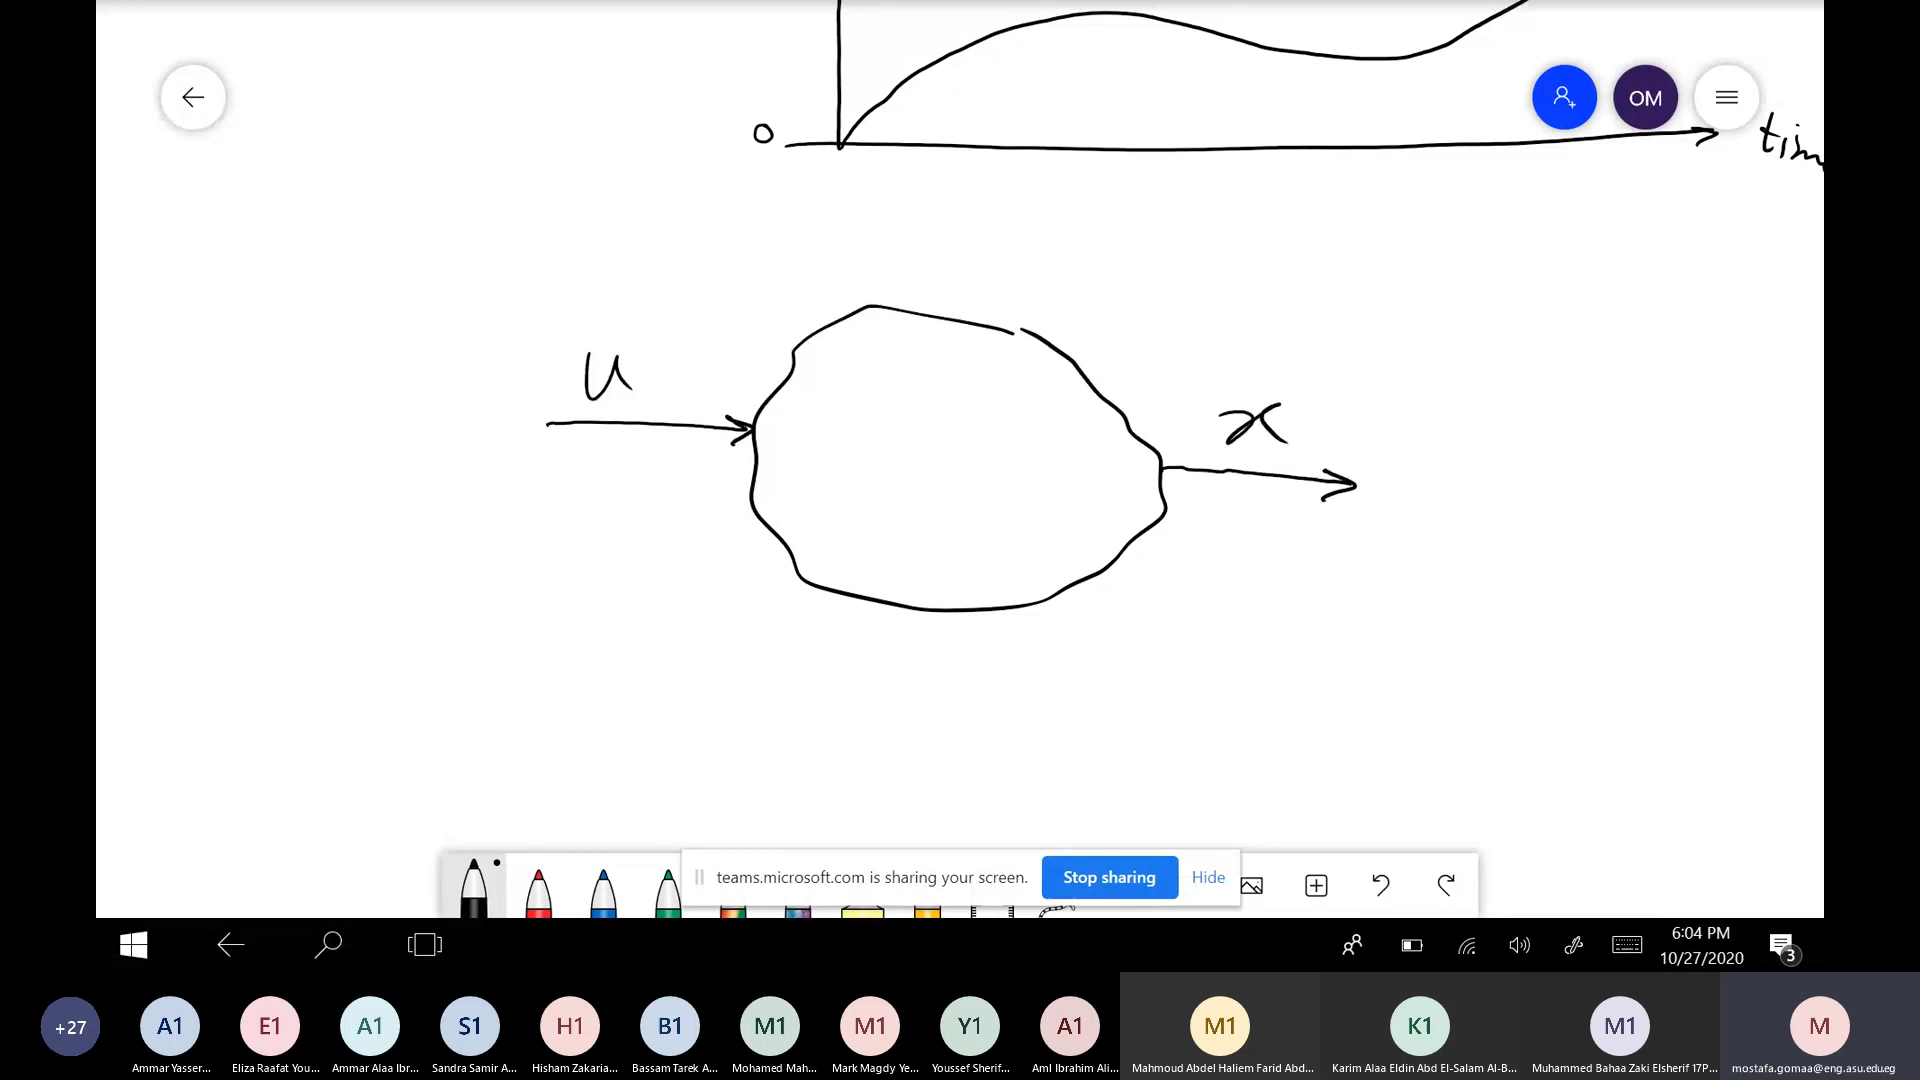 OM
0
tim
u
x
teams.microsoft.com is sharing your screen.
Stop sharing
Hide
6:04 PM
10/27/2020
3
+27
A1
E1
A1
S1
H1
B1
M1
M1
Y1
A1
M1
K1
M1
M
Ammar Yasser...
Eliza Raafat You...
Ammar Alaa Ibr...
Sandra Samir A...
Hisham Zakaria...
Bassam Tarek A...
Mohamed Mah...
Mark Magdy Ye...
Youssef Sherif...
Aml Ibrahim Ali...
Mahmoud Abdel Haliem Farid Abd...
Karim Alaa Eldin Abd El-Salam Al-B...
Muhammed Bahaa Zaki Elsherif 17P...
mostafa.gomaa@eng.asu.edu.eg